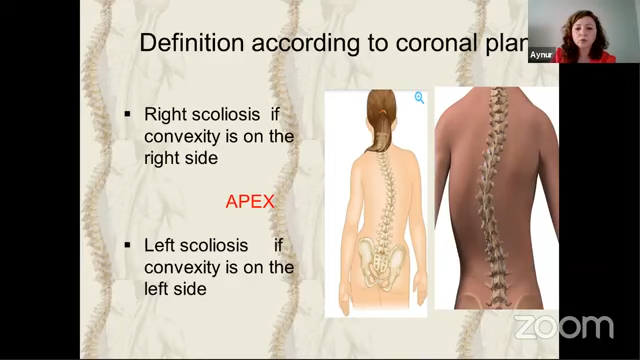 Definition according to coronal plan
Aynur
Right scoliosis if
convexity is on the
right side
APEX
Left scoliosis if
convexity is on the
left side
zoom